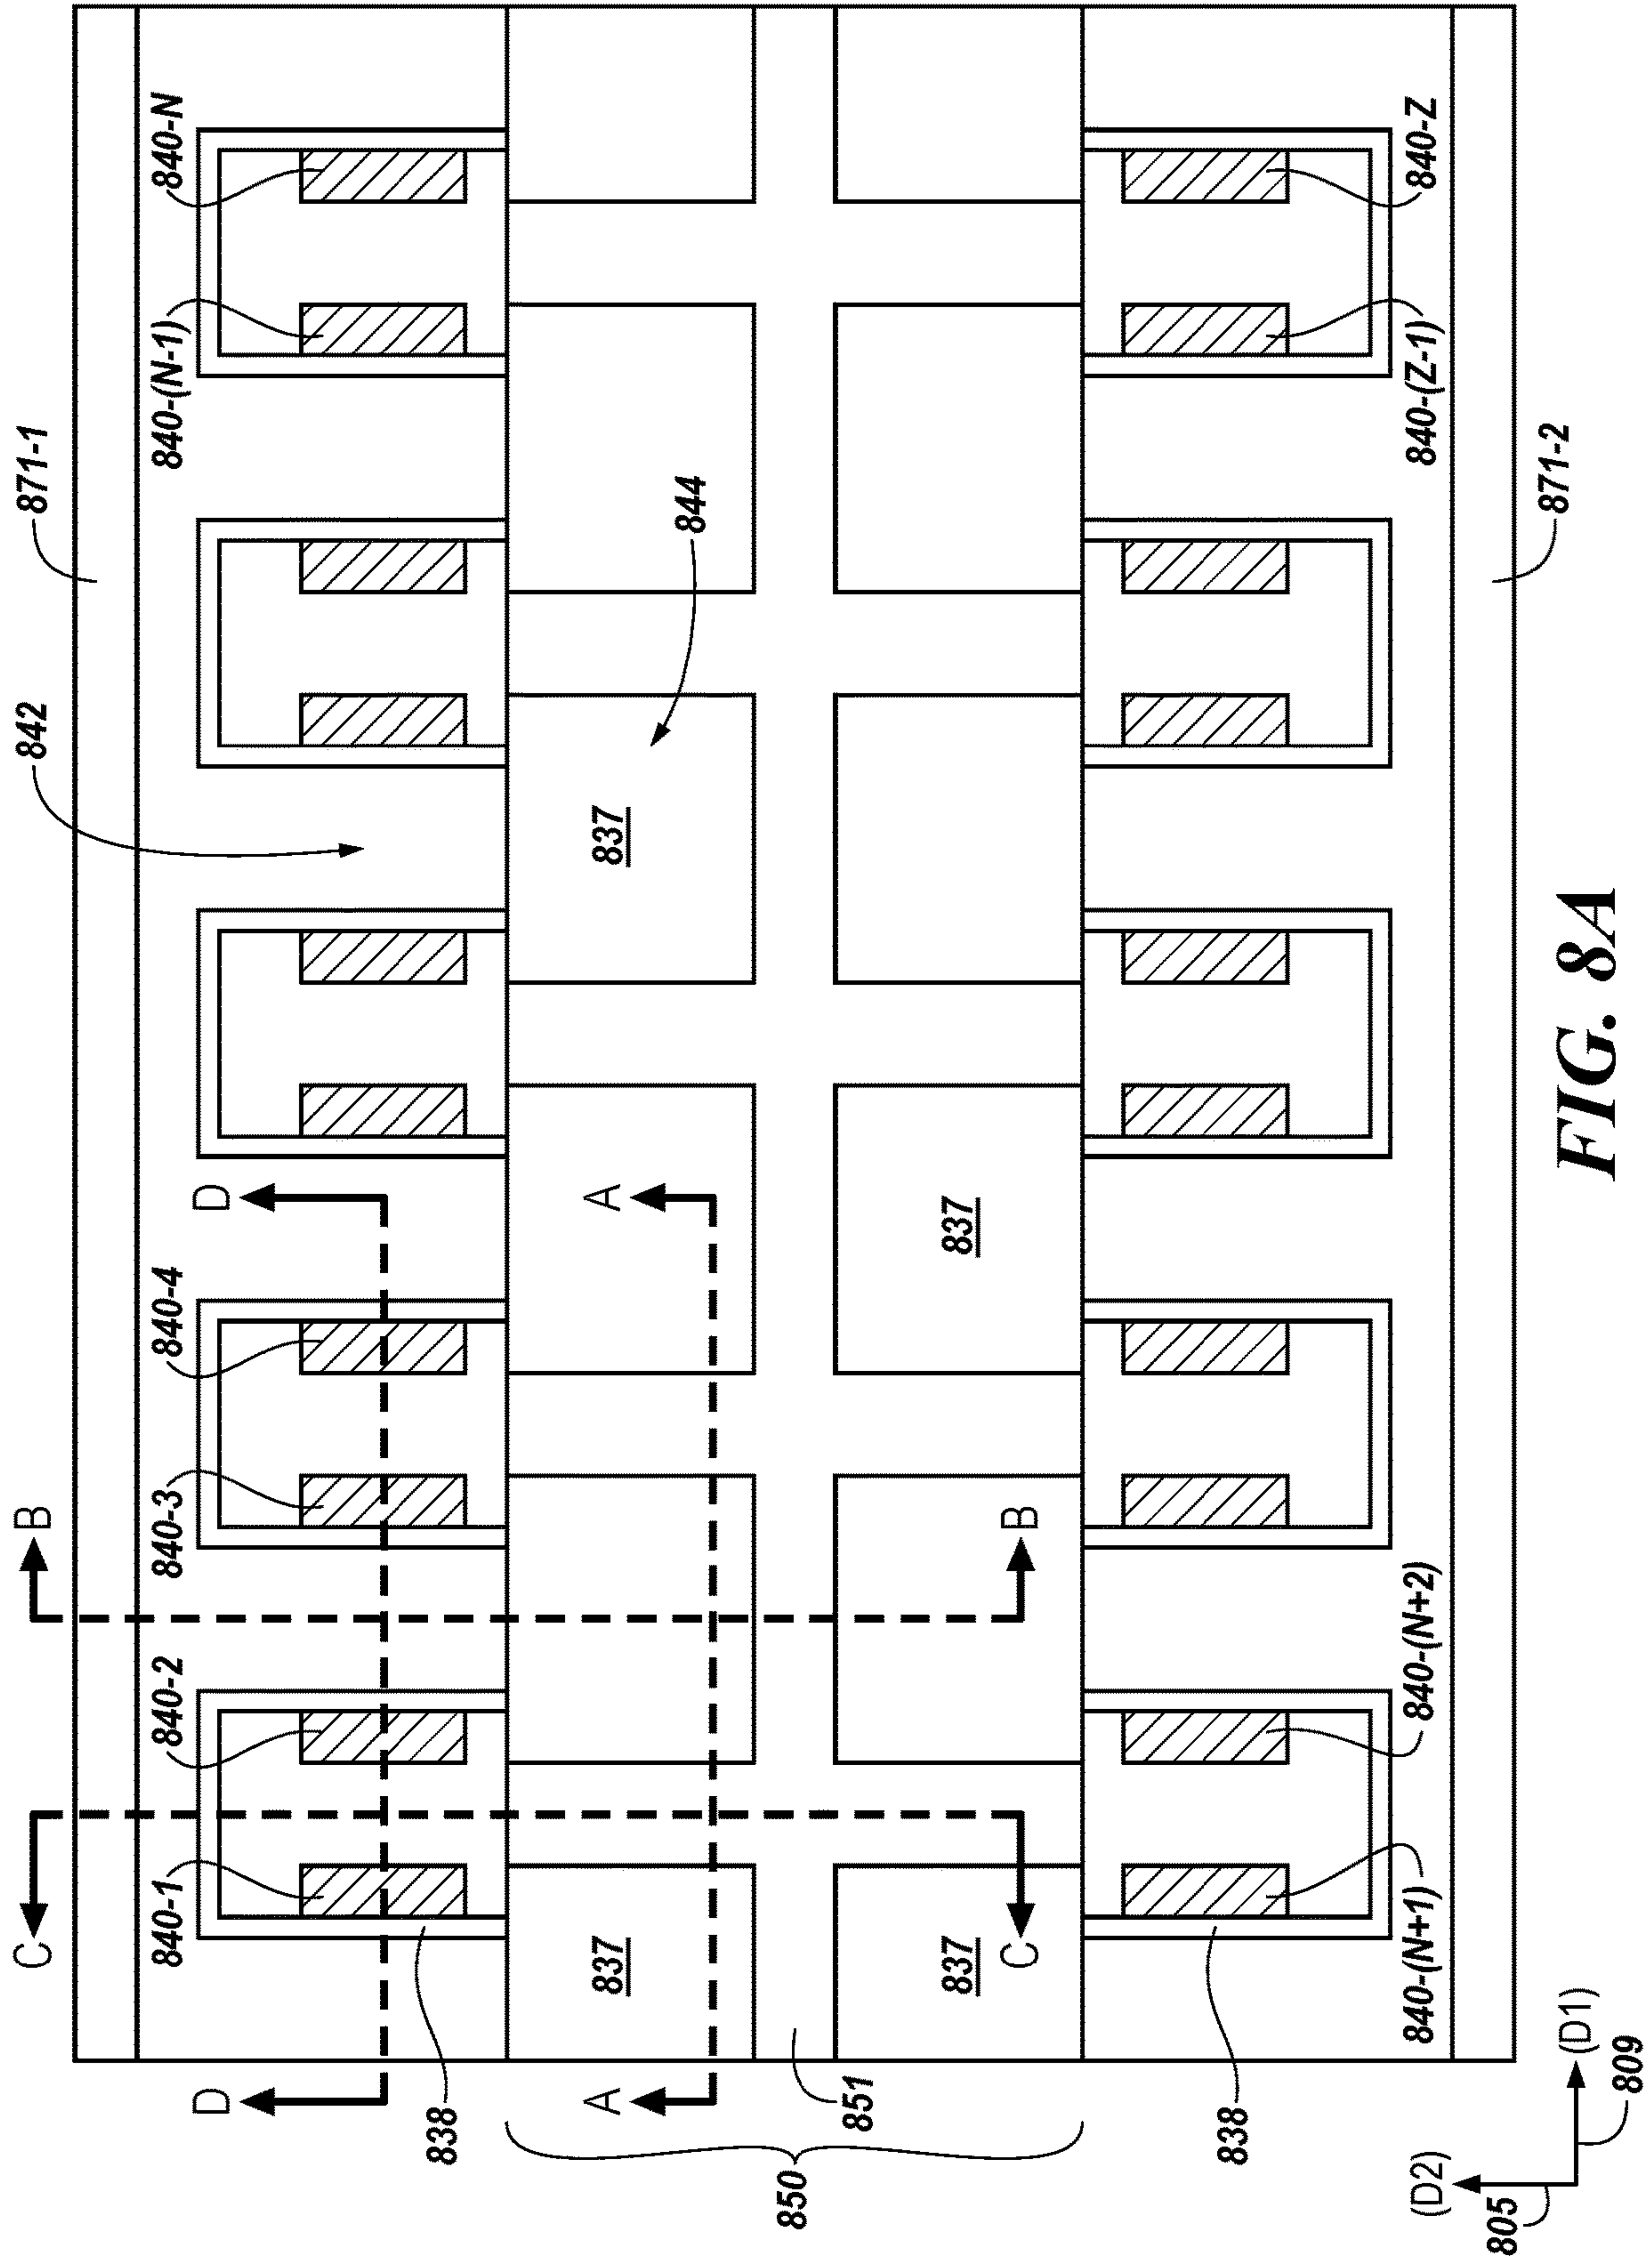 C
B
842
871-1
840-1
840-2
840-3
840-4
840-(N-1)
840-N
D
D
838
A
837
A
837
844
850
851
837
837
C
B
838
840-(N+1)
840-(N+2)
840-(Z-1)
840-Z
(D2)
805
871-2
(D1)
809
FIG. 8A